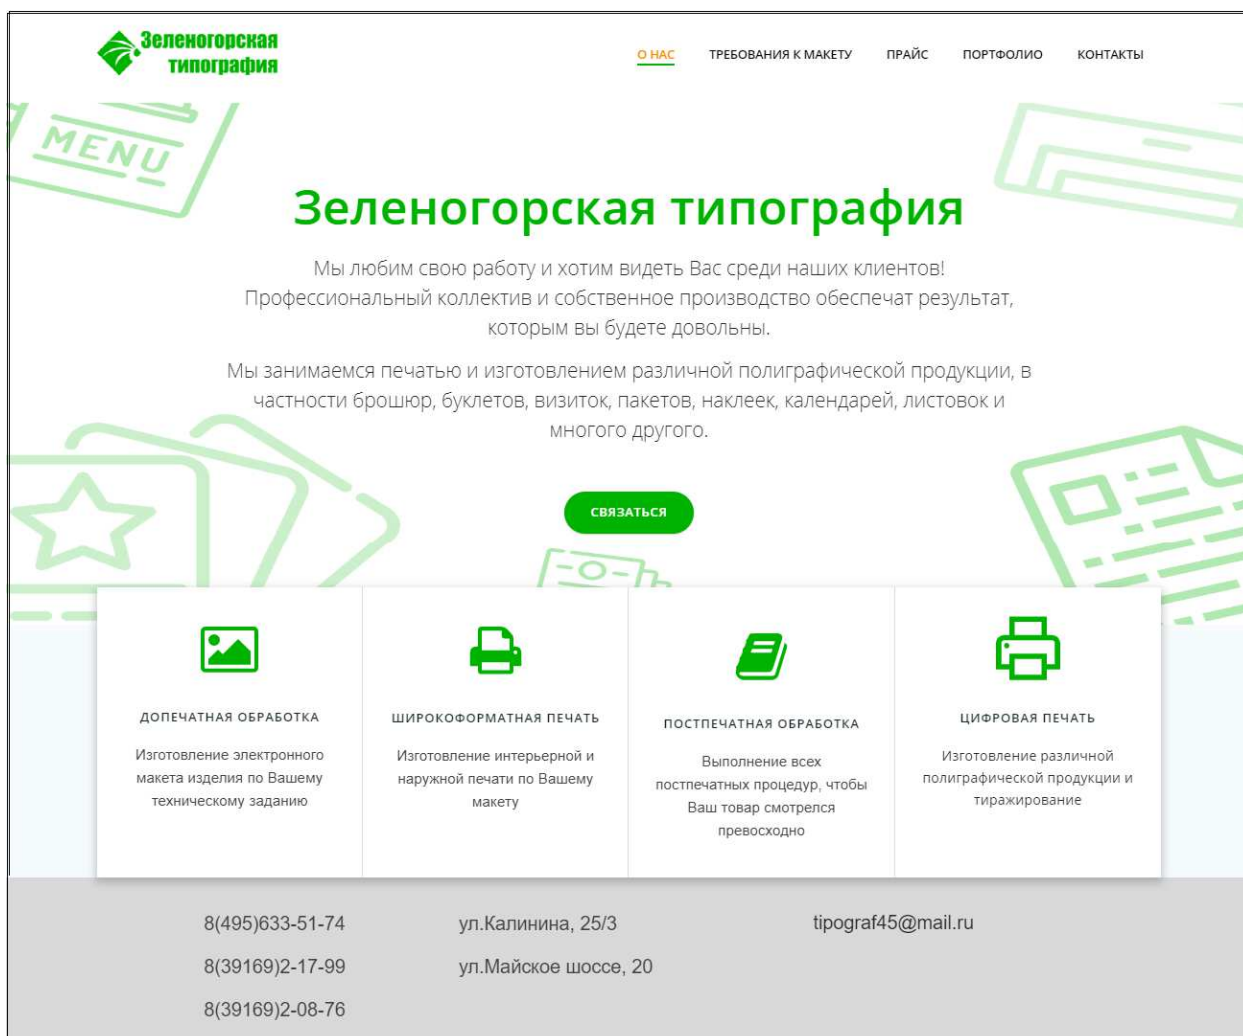 Зеленогорская
типография
О НАС ТРЕБОВАНИЯ К МАКЕТУ ПРАЙС ПОРТФОЛИО КОНТАКТЫ
MENU
Зеленогорская типография
Мы любим свою работу и хотим видеть Вас среди наших клиентов!
Профессиональный коллектив и собственное производство обеспечат результат,
которым вы будете довольны.
Мы занимаемся печатью и изготовлением различной полиграфической продукции, в
частности брошюр, буклетов, визиток, пакетов, наклеек, календарей, листовок и
многого другого.
СВЯЗАТЬСЯ
ДОПЕЧАТНАЯ ОБРАБОТКА
Изготовление электронного
макета изделия по Вашему
техническому заданию
ШИРОКОФОРМАТНАЯ ПЕЧАТЬ
Изготовление интерьерной и
наружной печати по Вашему
макету
ПОСТПЕЧАТНАЯ ОБРАБОТКА
Выполнение всех
постпечатных процедур, чтобы
Ваш товар смотрелся
превосходно
ЦИФРОВАЯ ПЕЧАТЬ
Изготовление различной
полиграфической продукции и
тиражирование
8(495)633-51-74
8(39169)2-17-99
8(39169)2-08-76
ул.Калинина, 25/3
ул.Майское шоссе, 20
tipograf45@mail.ru